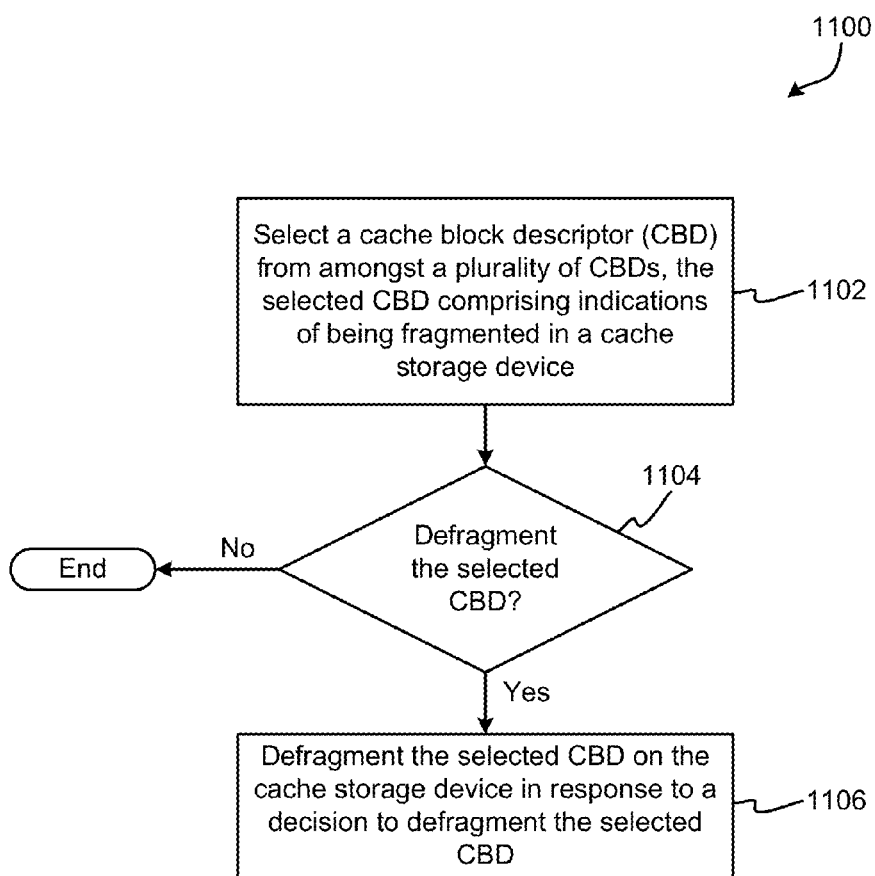 1100
Select a cache block descriptor (CBD)
from amongst a plurality of CBDs, the
selected CBD comprising indications
of being fragmented in a cache
storage device
1102
1104
Defragment
the selected
CBD?
No
End
Yes
Defragment the selected CBD on the
cache storage device in response to a
decision to defragment the selected
CBD
1106